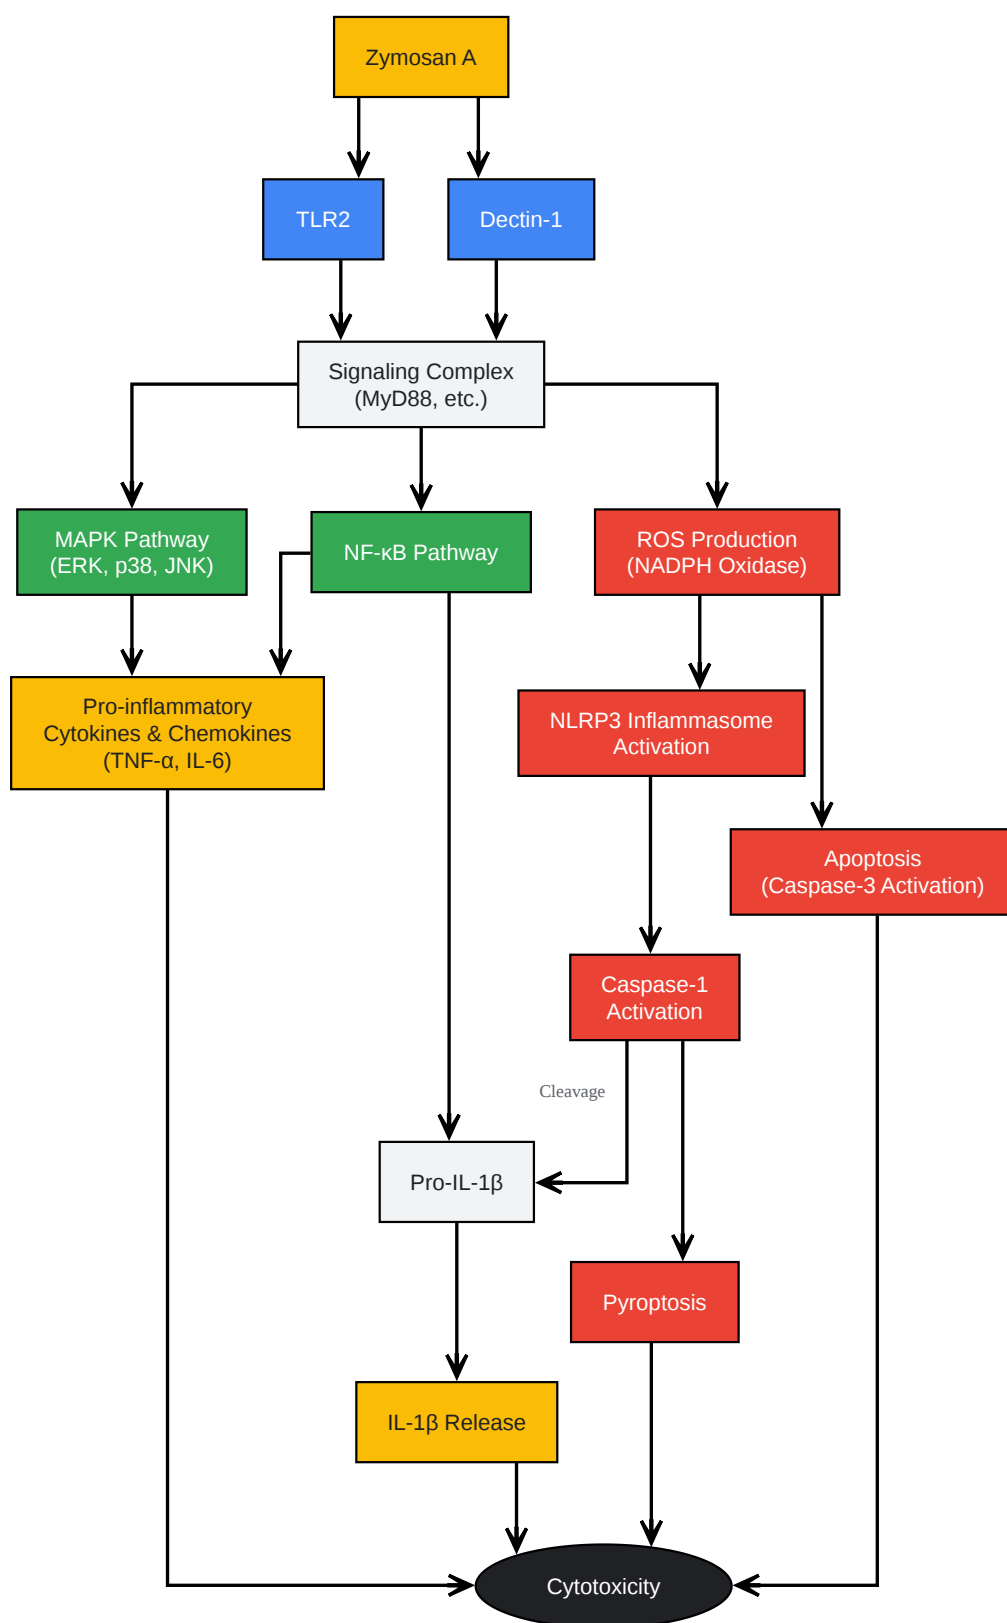 Zymosan A
TLR2
Dectin-1
Signaling Complex
(MyD88, etc.)
MAPK Pathway
(ERK, p38, JNK)
NF-κB Pathway
ROS Production
(NADPH Oxidase)
Pro-inflammatory
Cytokines & Chemokines
(TNF-α, IL-6)
NLRP3 Inflammasome
Activation
Apoptosis
(Caspase-3 Activation)
Caspase-1
Activation
Cleavage
Pro-IL-1β
Pyroptosis
IL-1β Release
Cytotoxicity